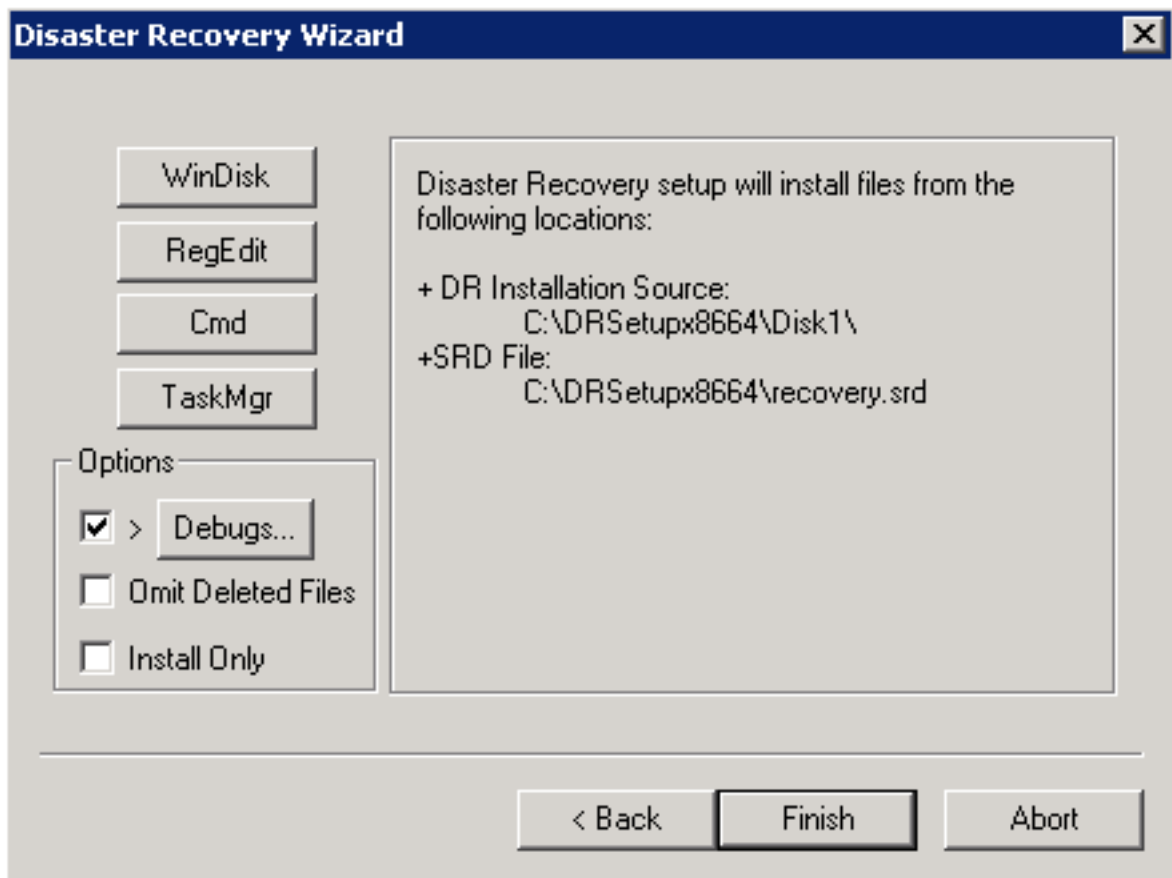 Disaster Recovery Wizard
WinDisk
RegEdit
Cmd
TaskMgr
Options
> Debugs...
Omit Deleted Files
Install Only
Disaster Recovery setup will install files from the
following locations:
+ DR Installation Source:
C:\DRSetupx8664\Disk1\
+SRD File:
C:\DRSetupx8664\recovery.srd
< Back
Finish
Abort